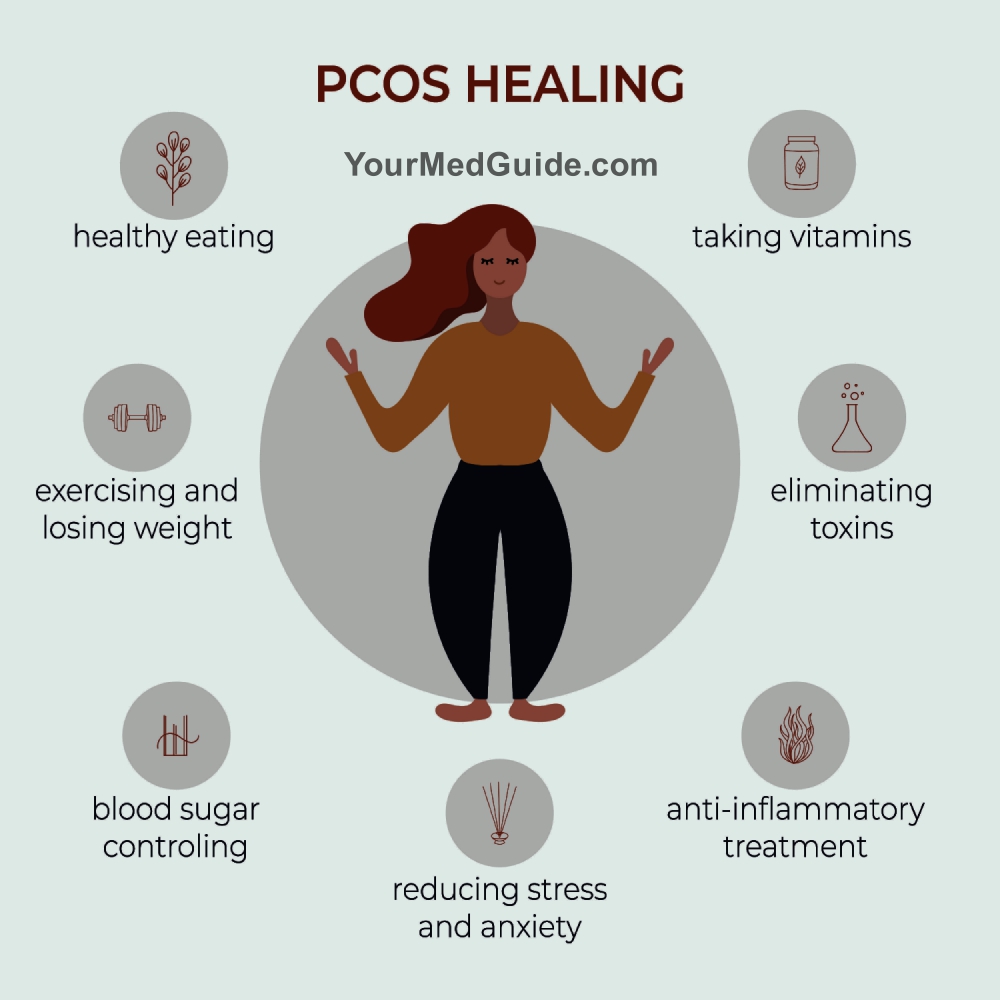 PCOS HEALING
YourMedGuide.com
healthy eating
taking vitamins
exercising and
losing weight
eliminating
toxins
blood sugar
controling
anti-inflammatory
treatment
reducing stress
and anxiety